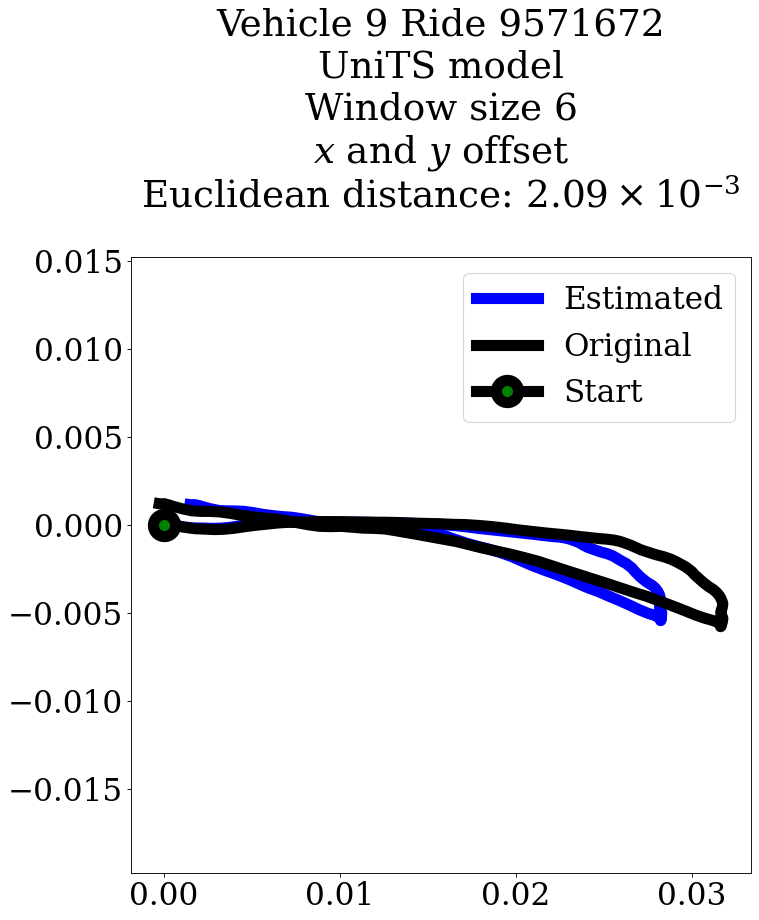 Vehicle 9 Ride 9571672
UniTS model
Window size 6
x and y offset
Euclidean distance: 2.09 × 10⁻³
0.015
Estimated
0.010
Original
0.005
Start
0.000
−0.005
−0.010
−0.015
0.00 0.01 0.02 0.03